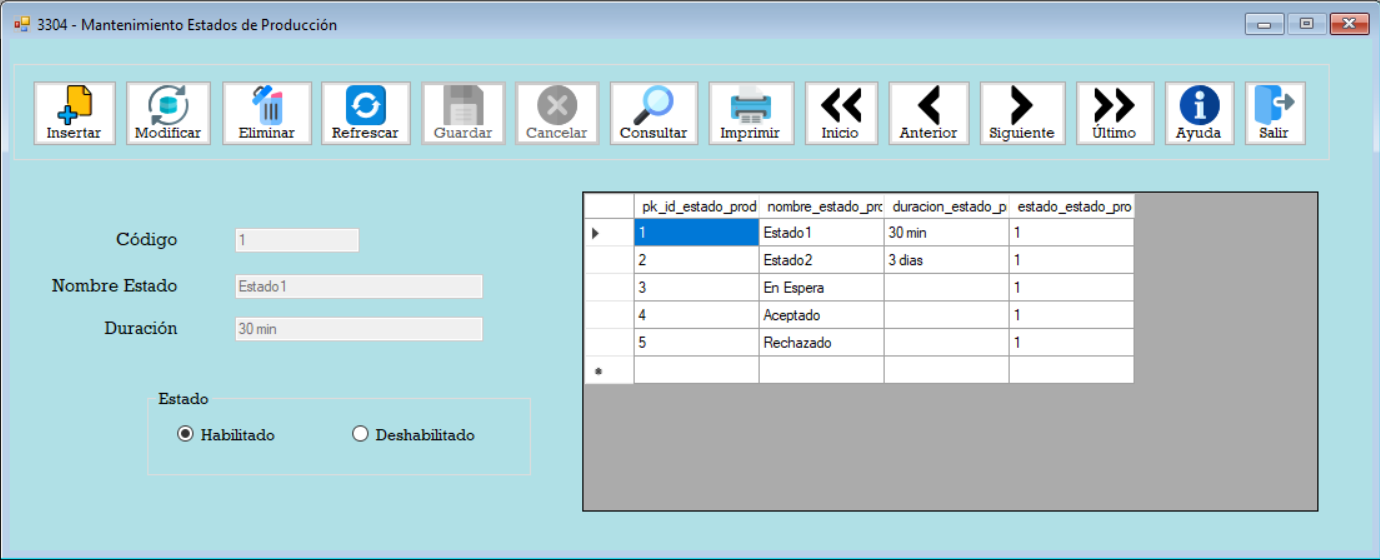 3304 - Mantenimiento Estados de Producción
Insertar Modificar Eliminar Refrescar Guardar Cancelar Consultar Imprimir Inicio Anterior Siguiente Último Ayuda Salir
Código 1
Nombre Estado Estado1
Duración 30 min
Estado
Habilitado Deshabilitado
pk_id_estado_prod nombre_estado_prc duracion_estado_p estado_estado_pro
1 Estado1 30 min 1
2 Estado2 3 dias 1
3 En Espera 1
4 Aceptado 1
5 Rechazado 1